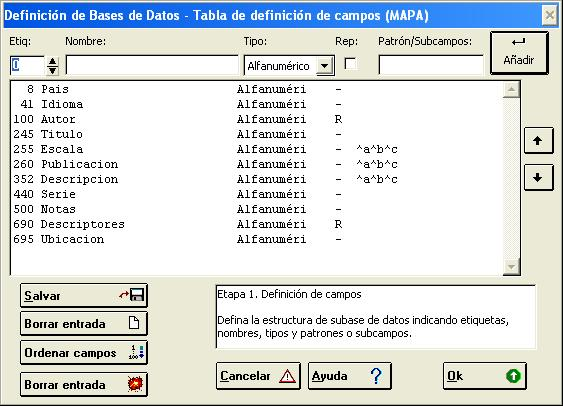 Definición de Bases de Datos - Tabla de definición de campos (MAPA)
Etiq: Nombre: Tipo: Rep: Patrón/Subcampos:
0 Alfanumérico Añadir
8 Pais Alfanuméri -
41 Idioma Alfanuméri -
100 Autor Alfanuméri R
245 Titulo Alfanuméri -
255 Escala Alfanuméri - ^a^b^c
260 Publicacion Alfanuméri - ^a^b^c
352 Descripcion Alfanuméri - ^a^b^c
440 Serie Alfanuméri -
500 Notas Alfanuméri -
690 Descriptores Alfanuméri R
695 Ubicacion Alfanuméri -
Salvar
Borrar entrada
Ordenar campos
Borrar entrada
Etapa 1. Definición de campos
Defina la estructura de subase de datos indicando etiquetas,
nombres, tipos y patrones o subcampos.
Cancelar Ayuda ? Ok